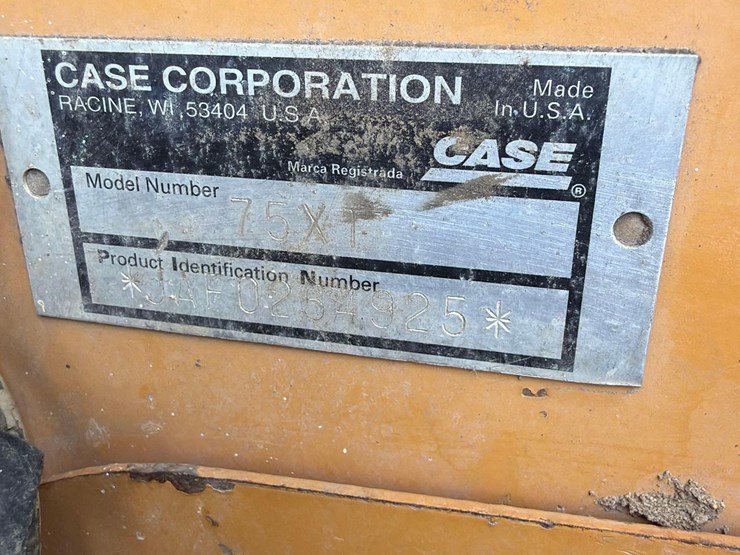 CASE CORPORATION
RACINE, WI, 53404 U.S.A.
Made
In U.S.A.
Marca Registrada
CASE
®
Model Number
75XT
Product Identification Number
*JAF0254925*